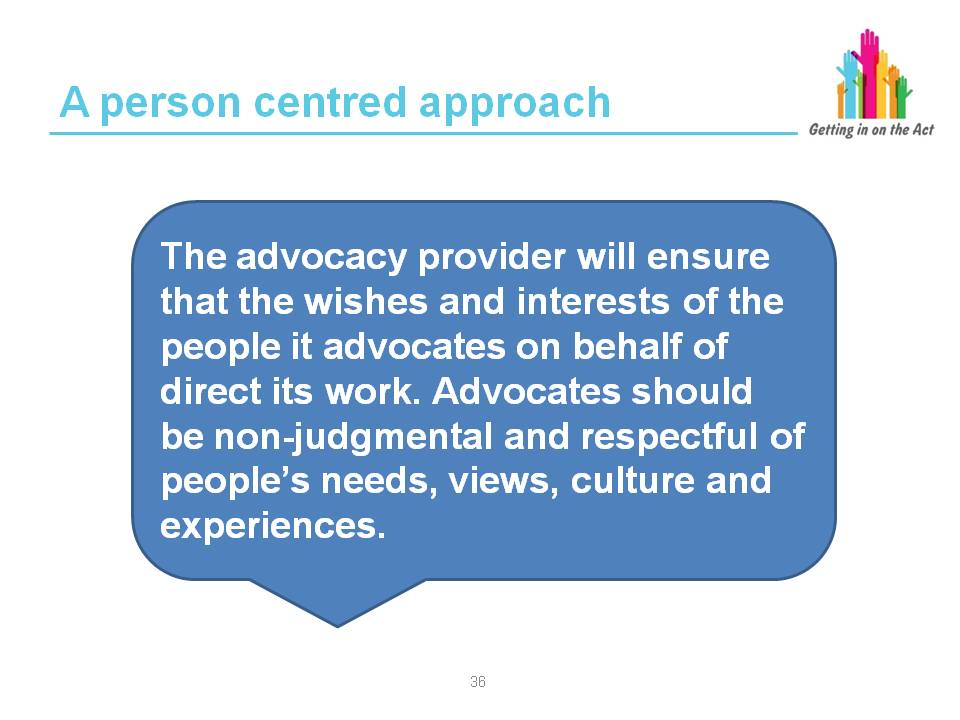 A person centred approach
Getting in on the Act
The advocacy provider will ensure
that the wishes and interests of the
people it advocates on behalf of
direct its work. Advocates should
be non-judgmental and respectful of
people’s needs, views, culture and
experiences.
36